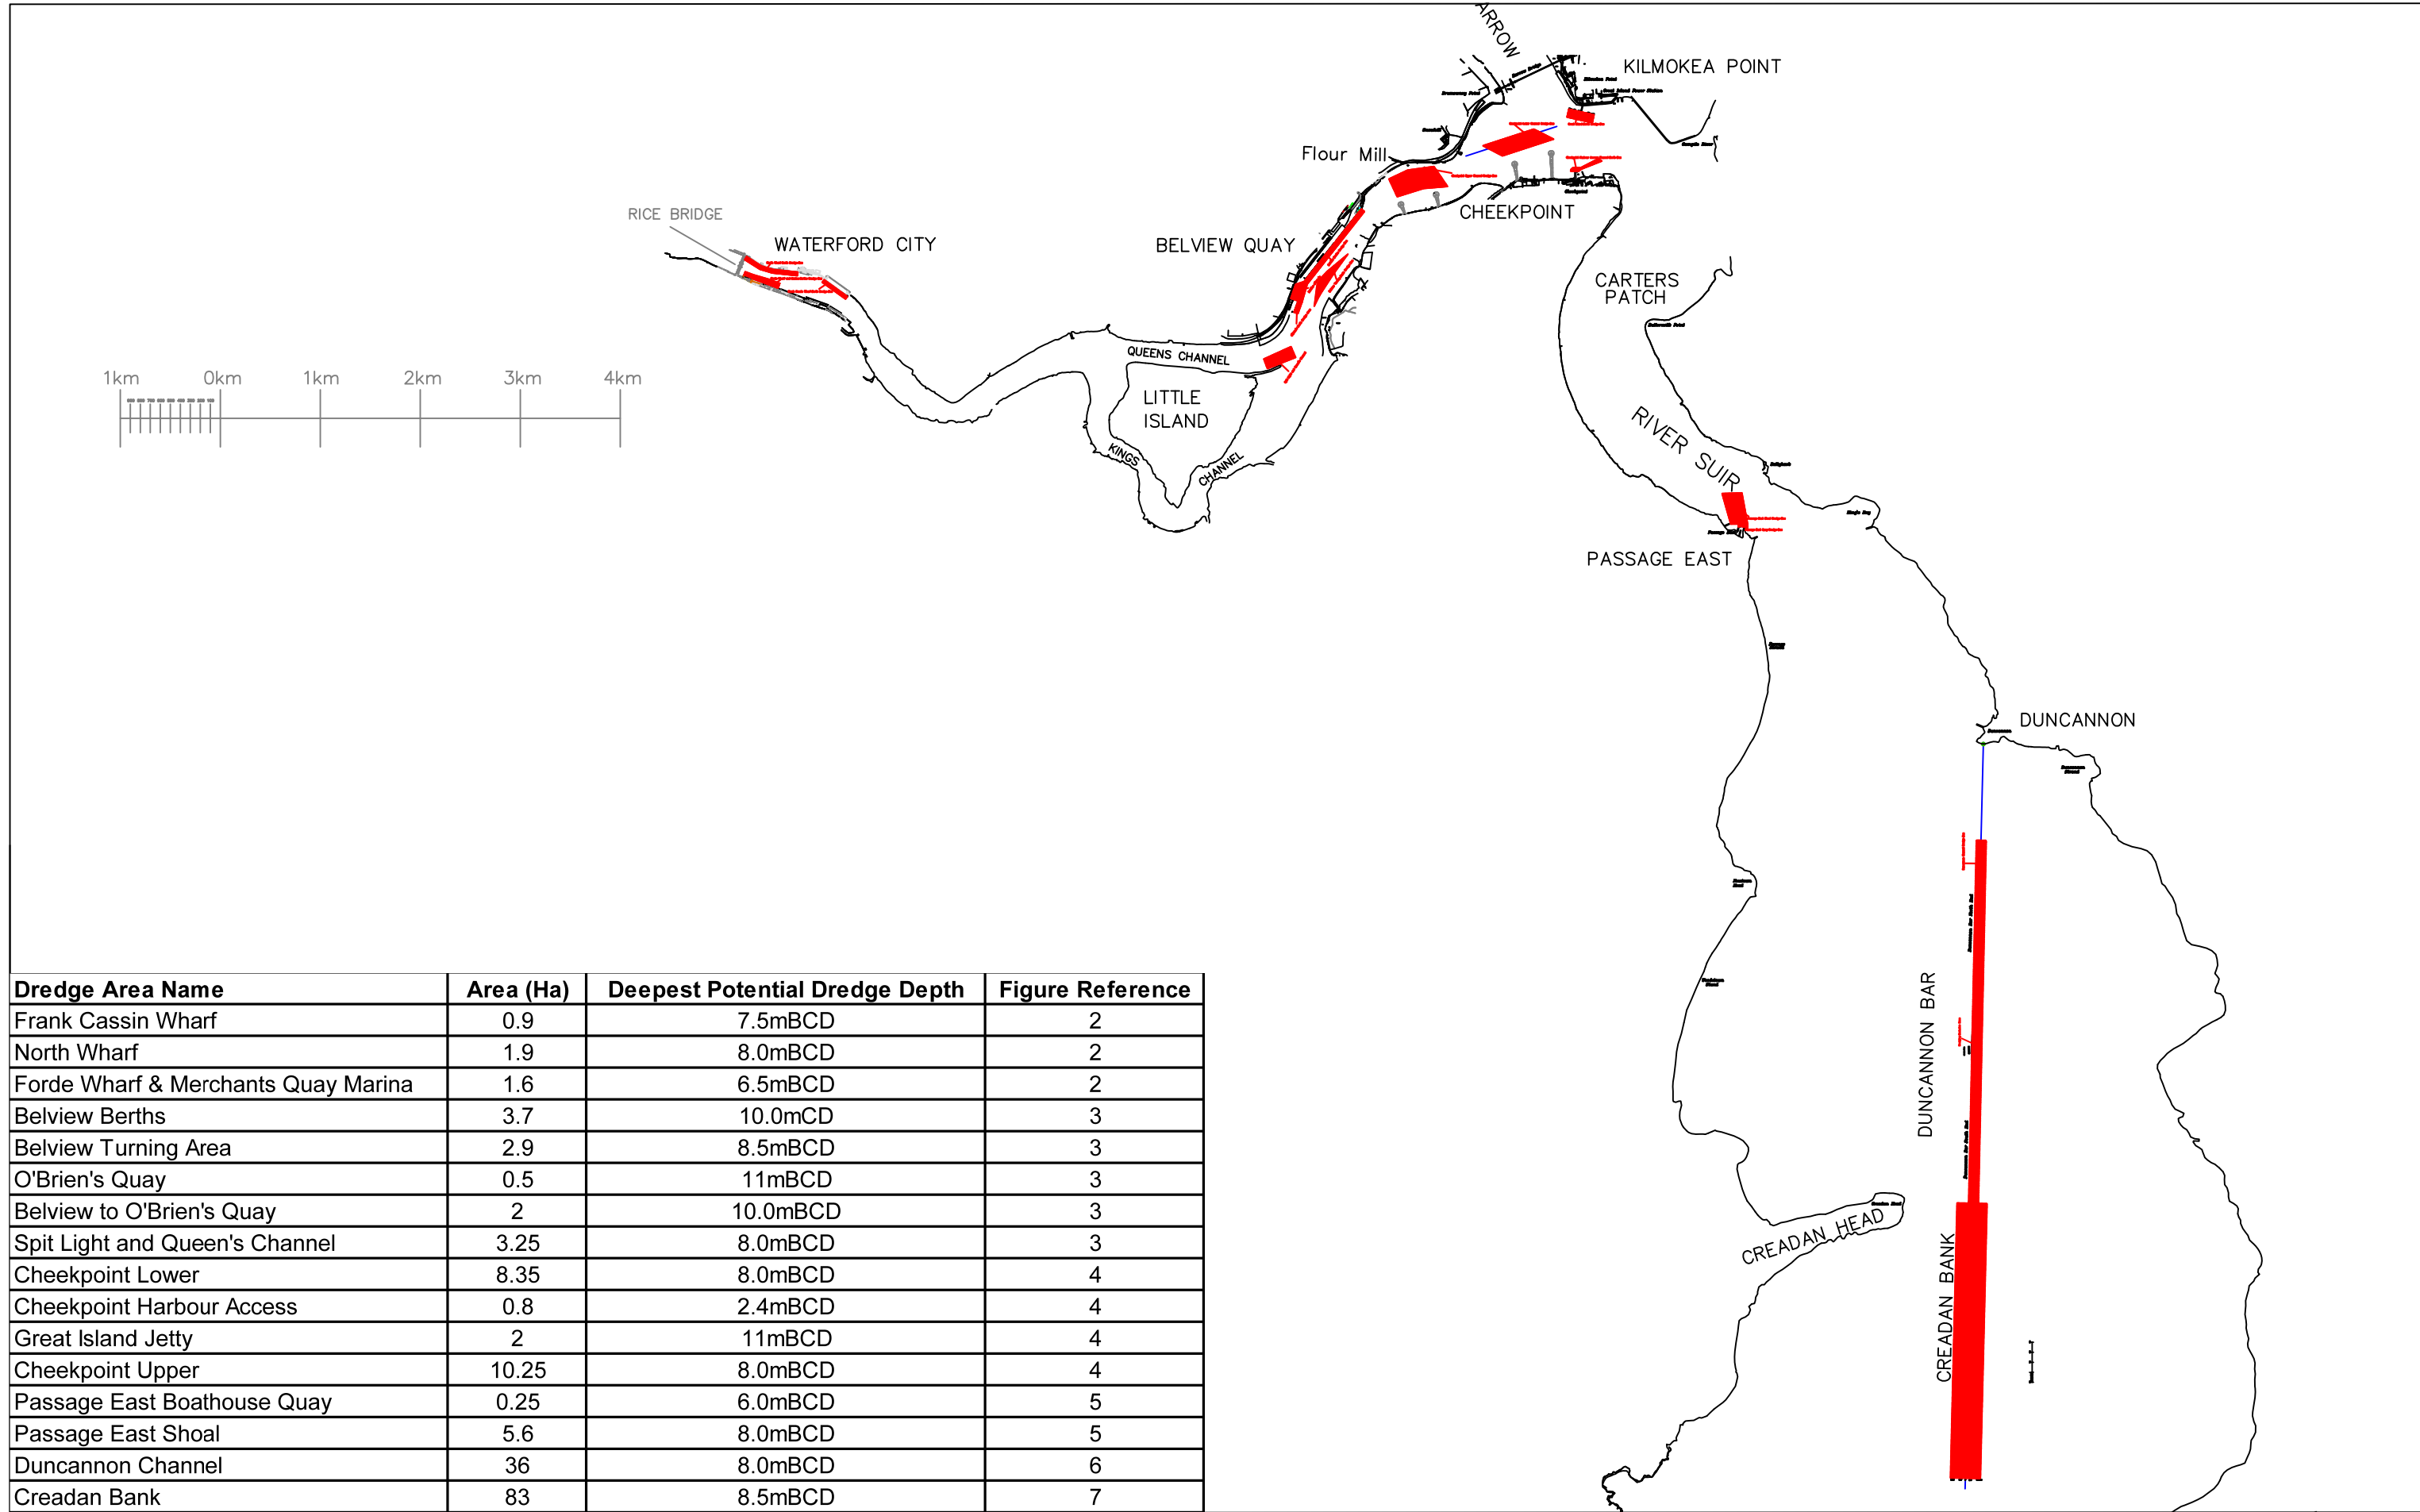 ARROW
KILMOKEA POINT
Flour Mill
RICE BRIDGE
WATERFORD CITY
BELVIEW QUAY
CHEEKPOINT
CARTERS
PATCH
QUEENS CHANNEL
1km 0km 1km 2km 3km 4km
LITTLE
ISLAND
KINGS
CHANNEL
RIVER SUIR
PASSAGE EAST
DUNCANNON
DUNCANNON BAR
CREADAN HEAD
CREADAN BANK
Dredge Area Name Area (Ha) Deepest Potential Dredge Depth Figure Reference
Frank Cassin Wharf 0.9 7.5mBCD 2
North Wharf 1.9 8.0mBCD 2
Forde Wharf & Merchants Quay Marina 1.6 6.5mBCD 2
Belview Berths 3.7 10.0mCD 3
Belview Turning Area 2.9 8.5mBCD 3
O'Brien's Quay 0.5 11mBCD 3
Belview to O'Brien's Quay 2 10.0mBCD 3
Spit Light and Queen's Channel 3.25 8.0mBCD 3
Cheekpoint Lower 8.35 8.0mBCD 4
Cheekpoint Harbour Access 0.8 2.4mBCD 4
Great Island Jetty 2 11mBCD 4
Cheekpoint Upper 10.25 8.0mBCD 4
Passage East Boathouse Quay 0.25 6.0mBCD 5
Passage East Shoal 5.6 8.0mBCD 5
Duncannon Channel 36 8.0mBCD 6
Creadan Bank 83 8.5mBCD 7